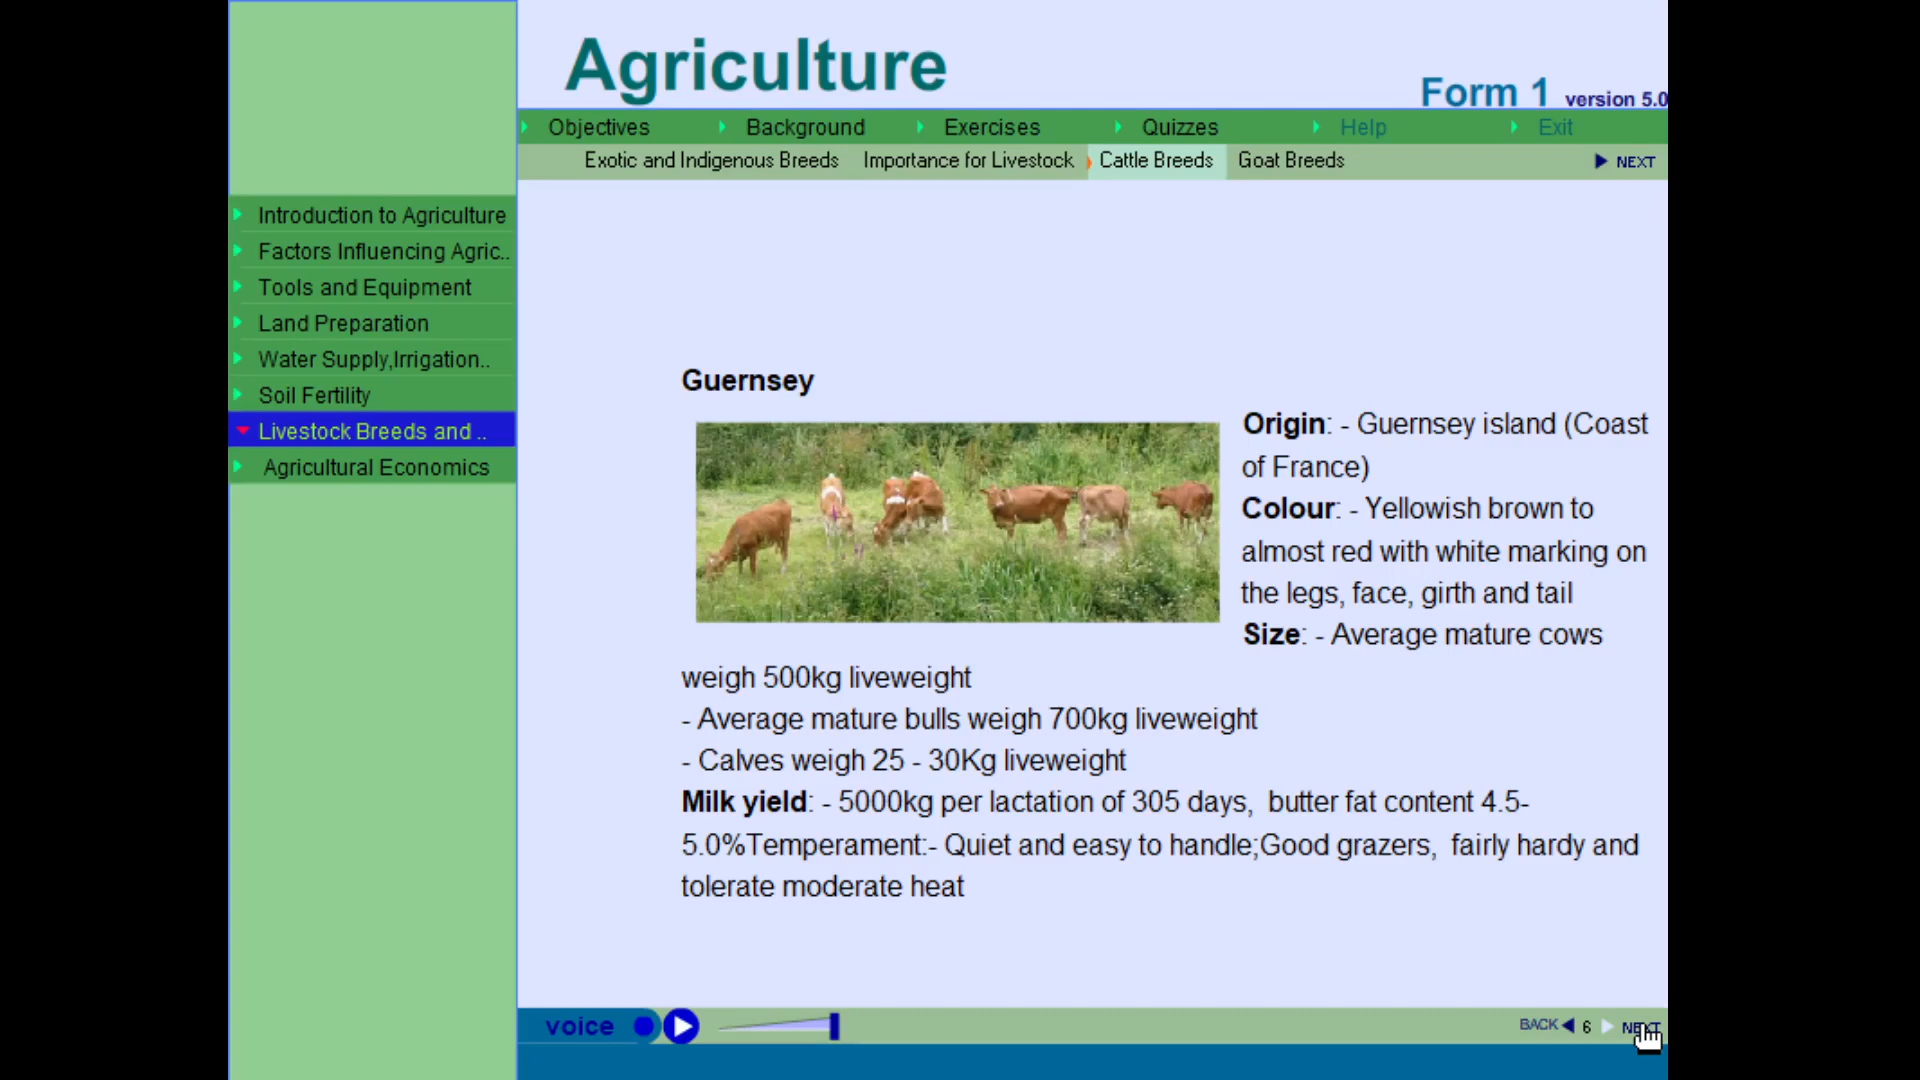 Agriculture
Form 1 version 5.0
Objectives Background Exercises Quizzes Help Exit
Exotic and Indigenous Breeds Importance for Livestock Cattle Breeds Goat Breeds NEXT
Introduction to Agriculture
Factors Influencing Agric..
Tools and Equipment
Land Preparation
Water Supply,Irrigation..
Soil Fertility
Livestock Breeds and ..
Agricultural Economics
Guernsey
Origin: - Guernsey island (Coast
of France)
Colour: - Yellowish brown to
almost red with white marking on
the legs, face, girth and tail
Size: - Average mature cows
weigh 500kg liveweight
- Average mature bulls weigh 700kg liveweight
- Calves weigh 25 - 30Kg liveweight
Milk yield: - 5000kg per lactation of 305 days, butter fat content 4.5-
5.0%Temperament:- Quiet and easy to handle;Good grazers, fairly hardy and
tolerate moderate heat
voice
BACK 6 NEXT